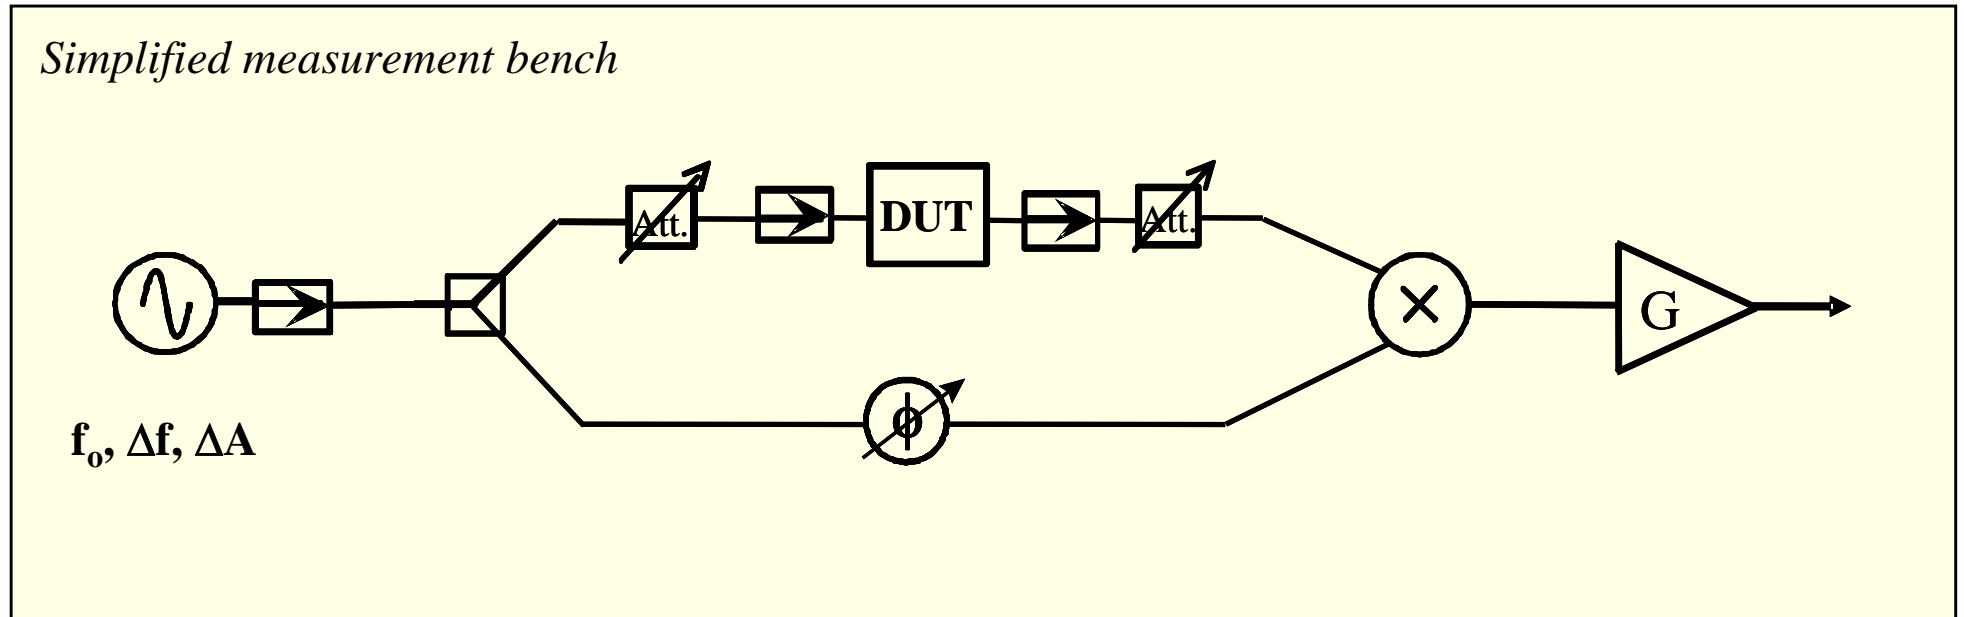 Simplified measurement bench
Att.
DUT
Att.
×
G
ϕ
fₒ, Δf, ΔA